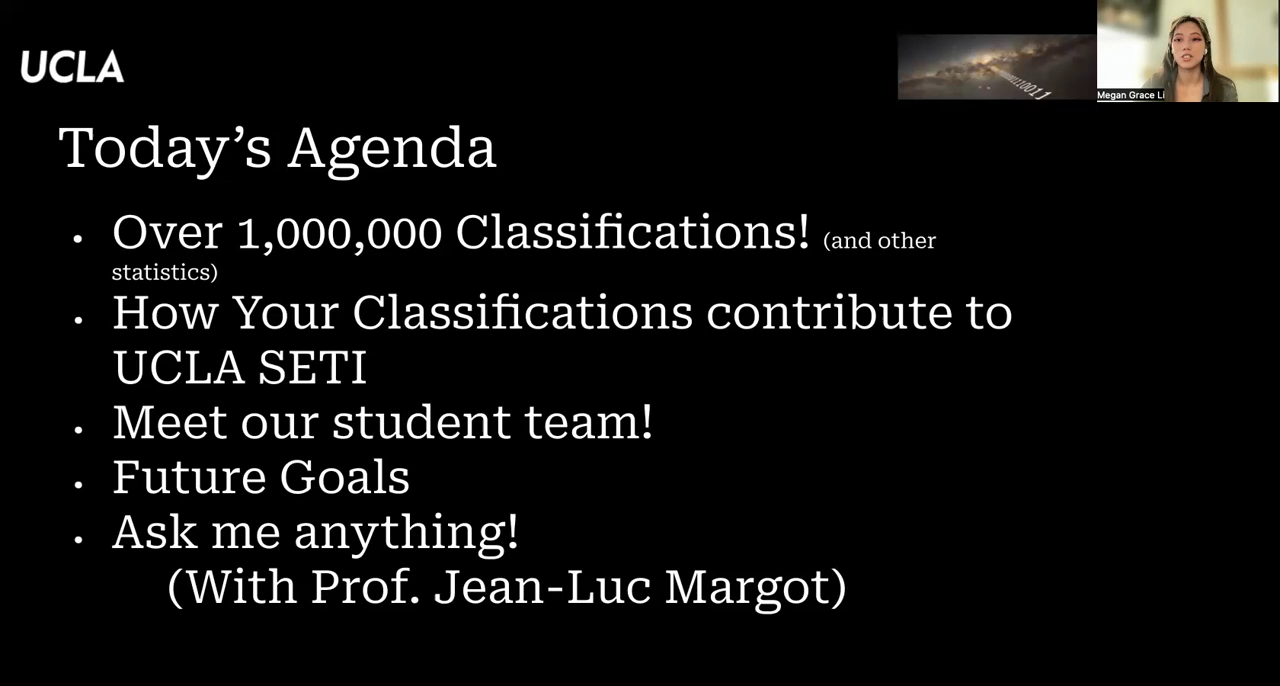 UCLA
110011
Megan Grace Li
Today’s Agenda
• Over 1,000,000 Classifications! (and other
statistics)
• How Your Classifications contribute to
UCLA SETI
• Meet our student team!
• Future Goals
• Ask me anything!
(With Prof. Jean-Luc Margot)